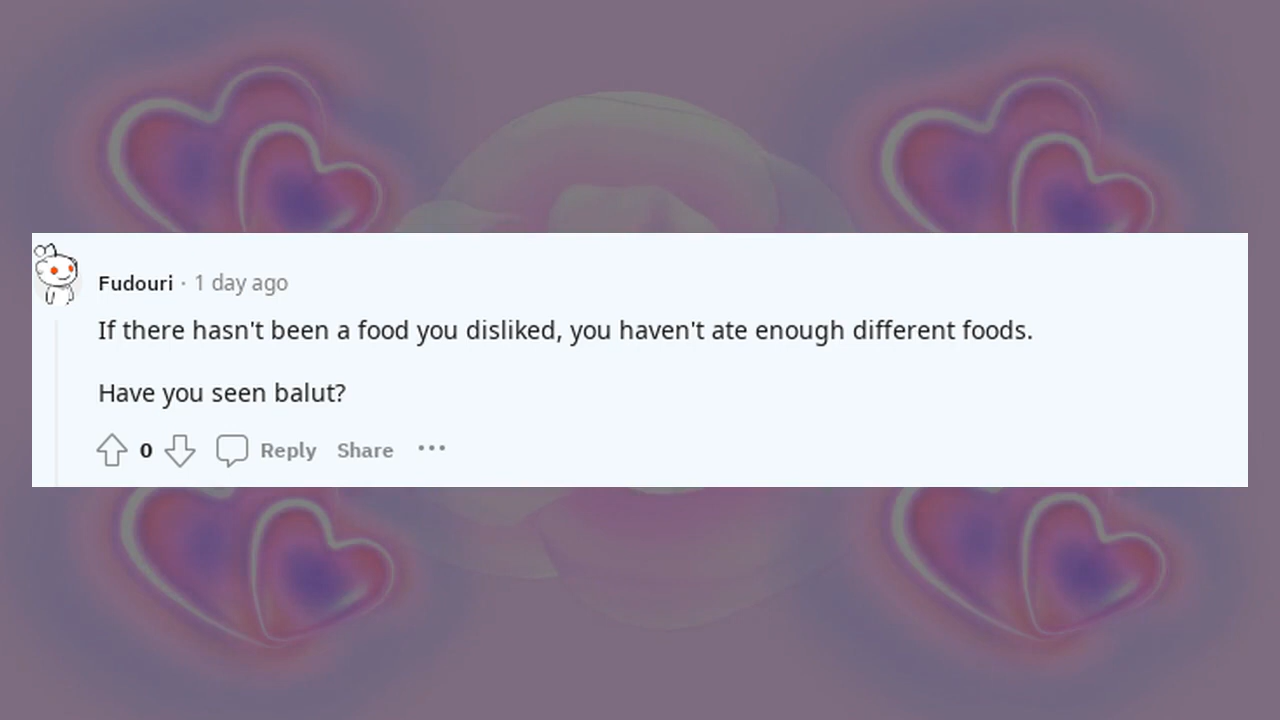 Fudouri · 1 day ago
If there hasn't been a food you disliked, you haven't ate enough different foods.
Have you seen balut?
0 Reply Share ···